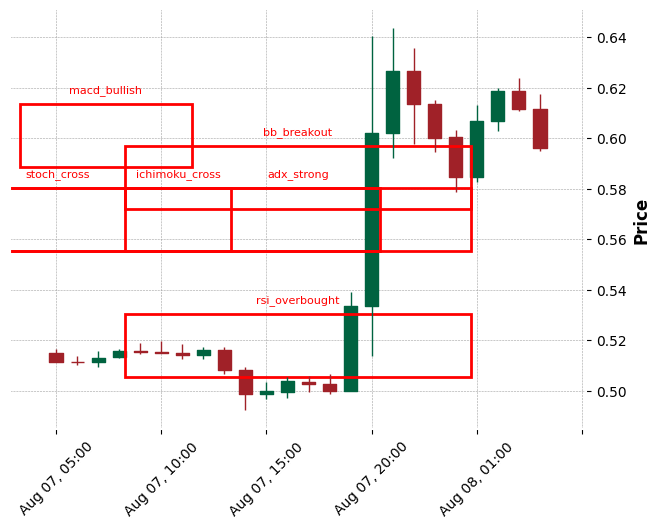 macd_bullish
bb_breakout
stoch_cross
ichimoku_cross
adx_strong
rsi_overbought
0.64
0.62
0.60
0.58
0.56
0.54
0.52
0.50
Price
Aug 07, 05:00
Aug 07, 10:00
Aug 07, 15:00
Aug 07, 20:00
Aug 08, 01:00